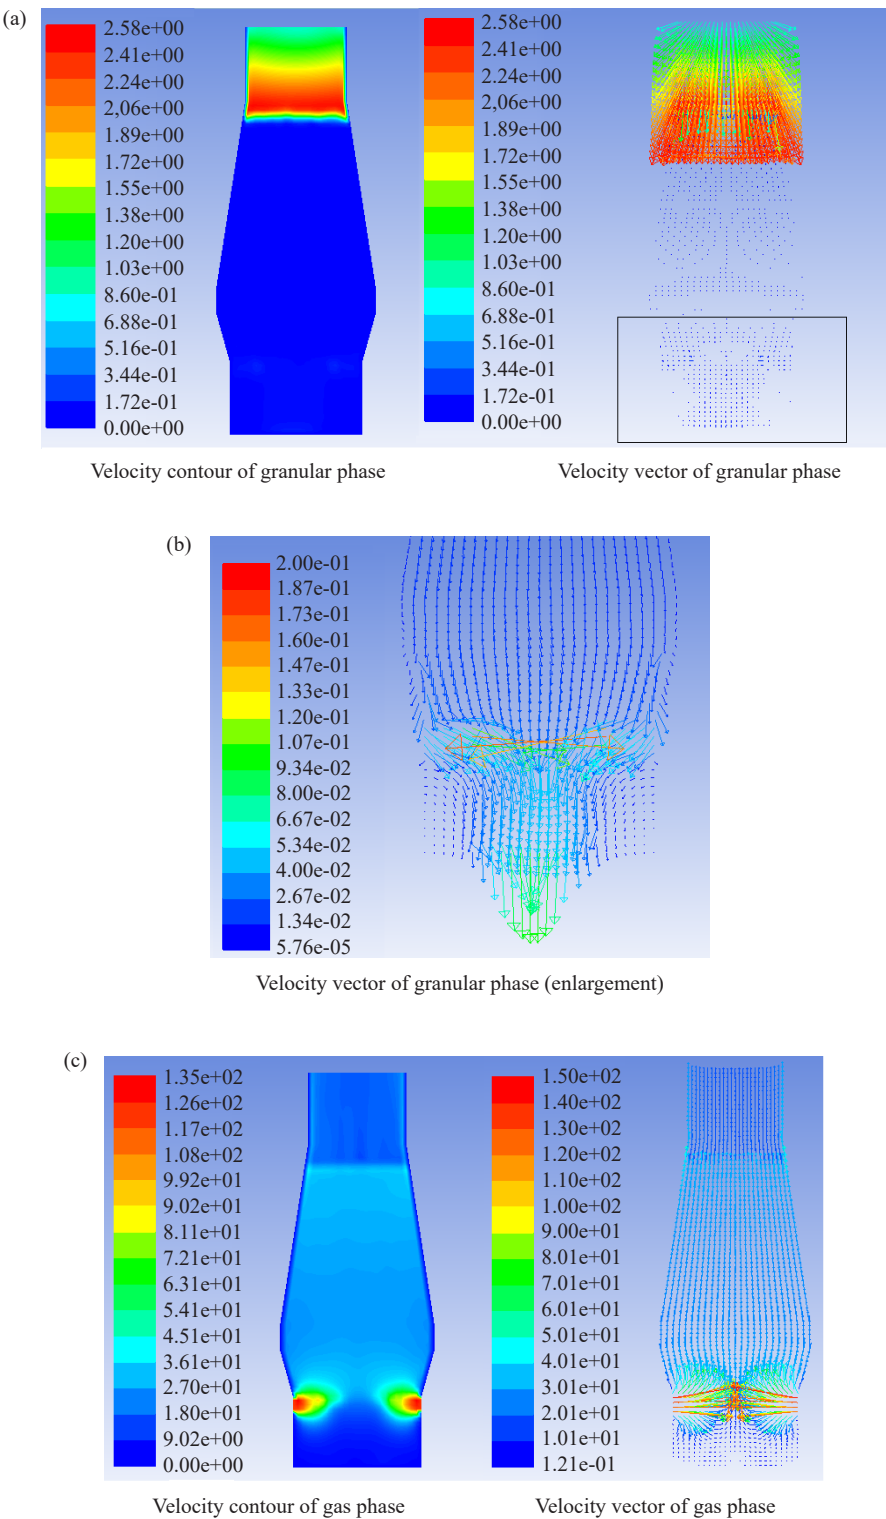 (a)
2.58e+00
2.41e+00
2.24e+00
2,06e+00
1.89e+00
1.72e+00
1.55e+00
1.38e+00
1.20e+00
1.03e+00
8.60e-01
6.88e-01
5.16e-01
3.44e-01
1.72e-01
0.00e+00
Velocity contour of granular phase
2.58e+00
2.41e+00
2.24e+00
2,06e+00
1.89e+00
1.72e+00
1.55e+00
1.38e+00
1.20e+00
1.03e+00
8.60e-01
6.88e-01
5.16e-01
3.44e-01
1.72e-01
0.00e+00
Velocity vector of granular phase
(b)
2.00e-01
1.87e-01
1.73e-01
1.60e-01
1.47e-01
1.33e-01
1.20e-01
1.07e-01
9.34e-02
8.00e-02
6.67e-02
5.34e-02
4.00e-02
2.67e-02
1.34e-02
5.76e-05
Velocity vector of granular phase (enlargement)
(c)
1.35e+02
1.26e+02
1.17e+02
1.08e+02
9.92e+01
9.02e+01
8.11e+01
7.21e+01
6.31e+01
5.41e+01
4.51e+01
3.61e+01
2.70e+01
1.80e+01
9.02e+00
0.00e+00
Velocity contour of gas phase
1.50e+02
1.40e+02
1.30e+02
1.20e+02
1.10e+02
1.00e+02
9.00e+01
8.01e+01
7.01e+01
6.01e+01
5.01e+01
4.01e+01
3.01e+01
2.01e+01
1.01e+01
1.21e-01
Velocity vector of gas phase